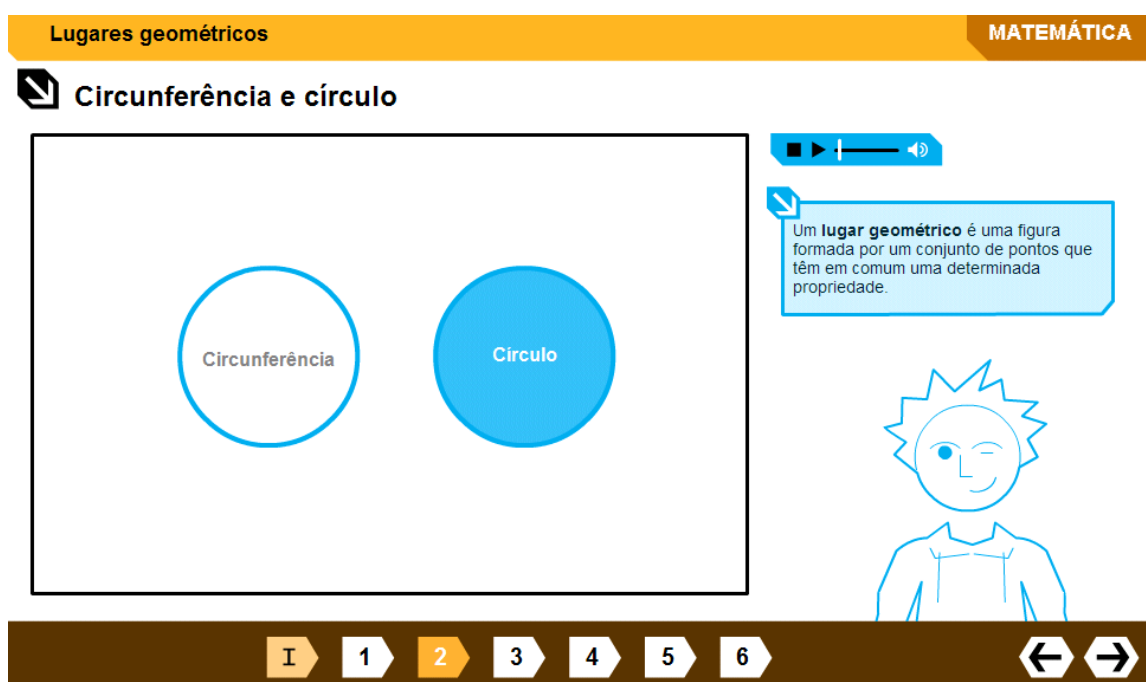 Lugares geométricos
MATEMÁTICA
Circunferência e círculo
Circunferência
Círculo
Um lugar geométrico é uma figura
formada por um conjunto de pontos que
têm em comum uma determinada
propriedade.
I 1 2 3 4 5 6